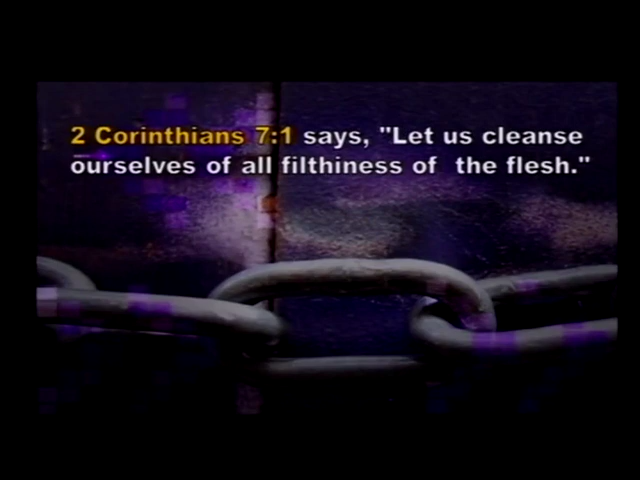 2 Corinthians 7:1 says, "Let us cleanse
ourselves of all filthiness of the flesh."